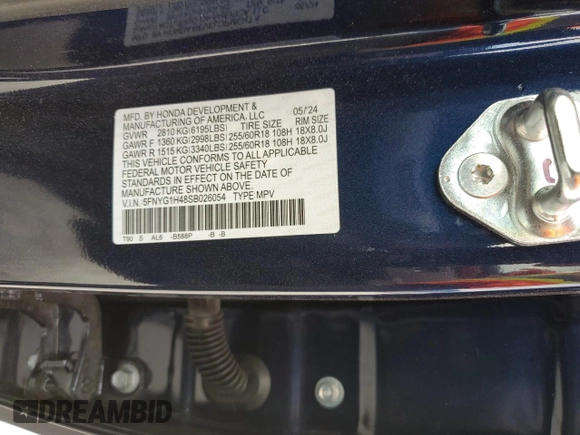 MFD. BY HONDA DEVELOPMENT &
MANUFACTURING OF AMERICA, LLC 05/24
GVWR 2810 KG(6195LBS) TIRE SIZE RIM SIZE
GAWR F 1360 KG(2998LBS) 255/60R18 108H 18X8.0J
GAWR R 1515 KG(3340LBS) 255/60R18 108H 18X8.0J
THIS VEHICLE CONFORMS TO ALL APPLICABLE
FEDERAL MOTOR VEHICLE SAFETY
STANDARDS IN EFFECT ON THE DATE OF
MANUFACTURE SHOWN ABOVE.
V.I.N.:5FNYG1H48SB026054 TYPE:MPV
T90 S AL6 -B588P -B -B
DREAMBID